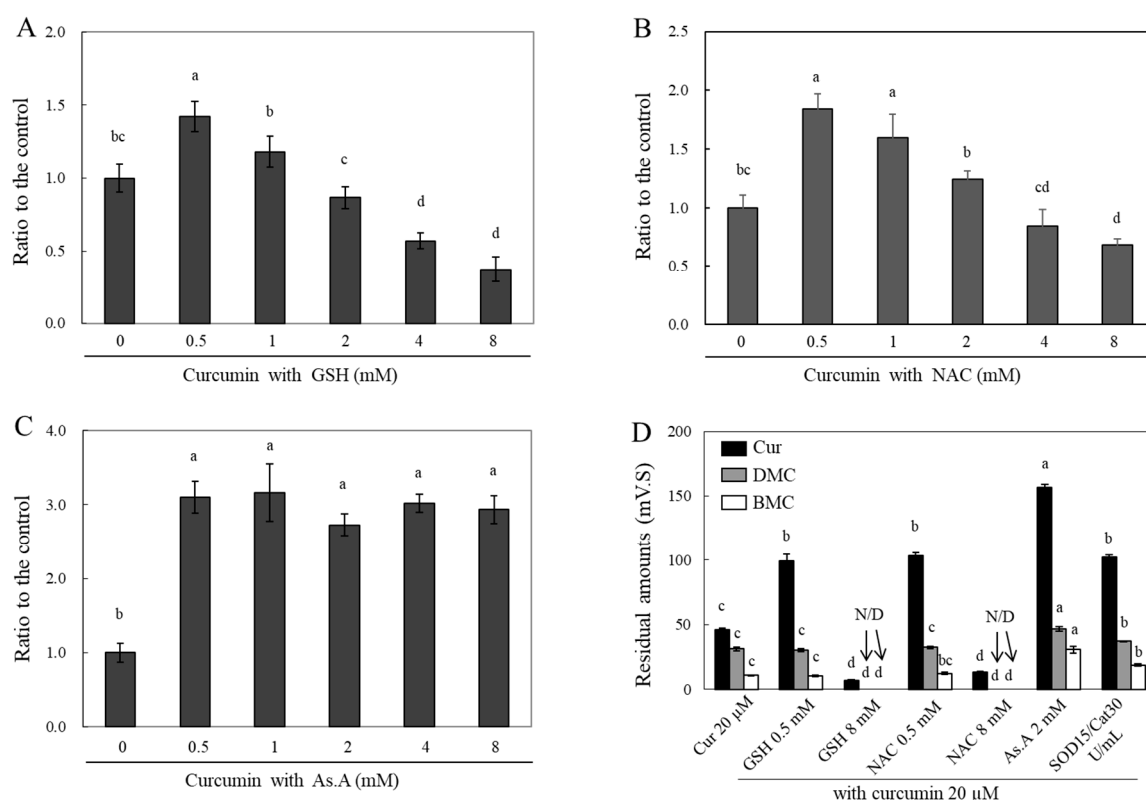 A
2.0
1.5
1.0
0.5
0.0
Ratio to the control
bc
a
b
c
d
d
0 0.5 1 2 4 8
Curcumin with GSH (mM)
B
2.5
2.0
1.5
1.0
0.5
0.0
Ratio to the control
bc
a
a
b
cd
d
0 0.5 1 2 4 8
Curcumin with NAC (mM)
C
4.0
3.0
2.0
1.0
0.0
Ratio to the control
b
a
a
a
a
a
0 0.5 1 2 4 8
Curcumin with As.A (mM)
D
200
150
100
50
0
Residual amounts (mV.S)
Cur
DMC
BMC
c
c
c
b
c
c
N/D
d
d
d
b
c
bc
N/D
d
d
d
a
a
a
b
b
b
Cur 20 µM
GSH 0.5 mM
GSH 8 mM
NAC 0.5 mM
NAC 8 mM
As.A 2 mM
SOD15/Cat30
U/mL
with curcumin 20 µM